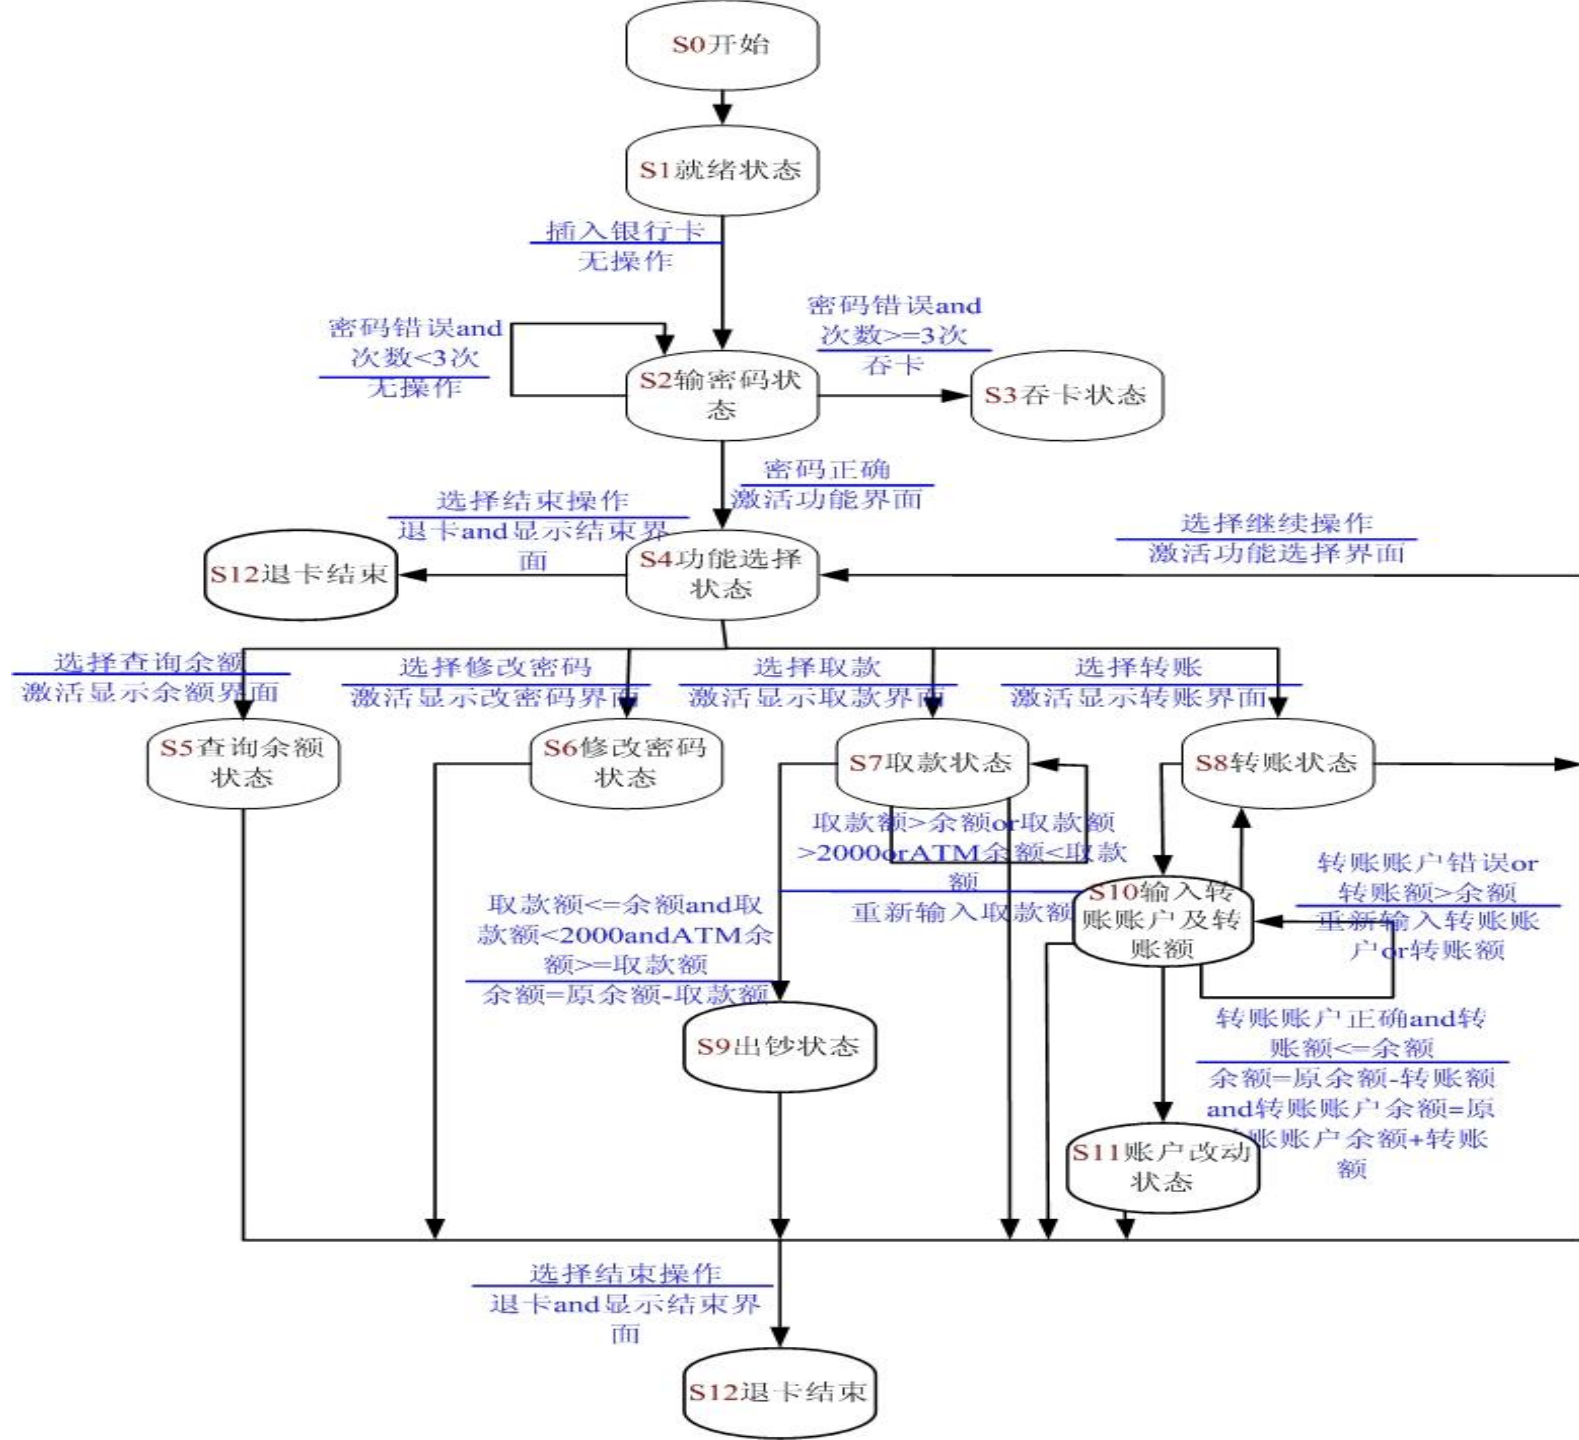 S0开始
S1就绪状态
插入银行卡
无操作
密码错误and
次数<3次
无操作
密码错误and
次数>=3次
吞卡
S2输密码状
态
S3吞卡状态
密码正确
激活功能界面
选择结束操作
退卡and显示结束界
面
选择继续操作
激活功能选择界面
S12退卡结束
S4功能选择
状态
选择查询余额
激活显示余额界面
选择修改密码
激活显示改密码界面
选择取款
激活显示取款界面
选择转账
激活显示转账界面
S5查询余额
状态
S6修改密码
状态
S7取款状态
S8转账状态
取款额>余额or取款额
>2000orATM余额<取款
额
重新输入取款额
转账账户错误or
转账额>余额
重新输入转账账
户or转账额
取款额<=余额and取
款额<2000andATM余
额>=取款额
余额=原余额-取款额
S10输入转
账账户及转
账额
S9出钞状态
转账账户正确and转
账额<=余额
余额=原余额-转账额
and转账账户余额=原
账账户余额+转账
额
S11账户改动
状态
选择结束操作
退卡and显示结束界
面
S12退卡结束